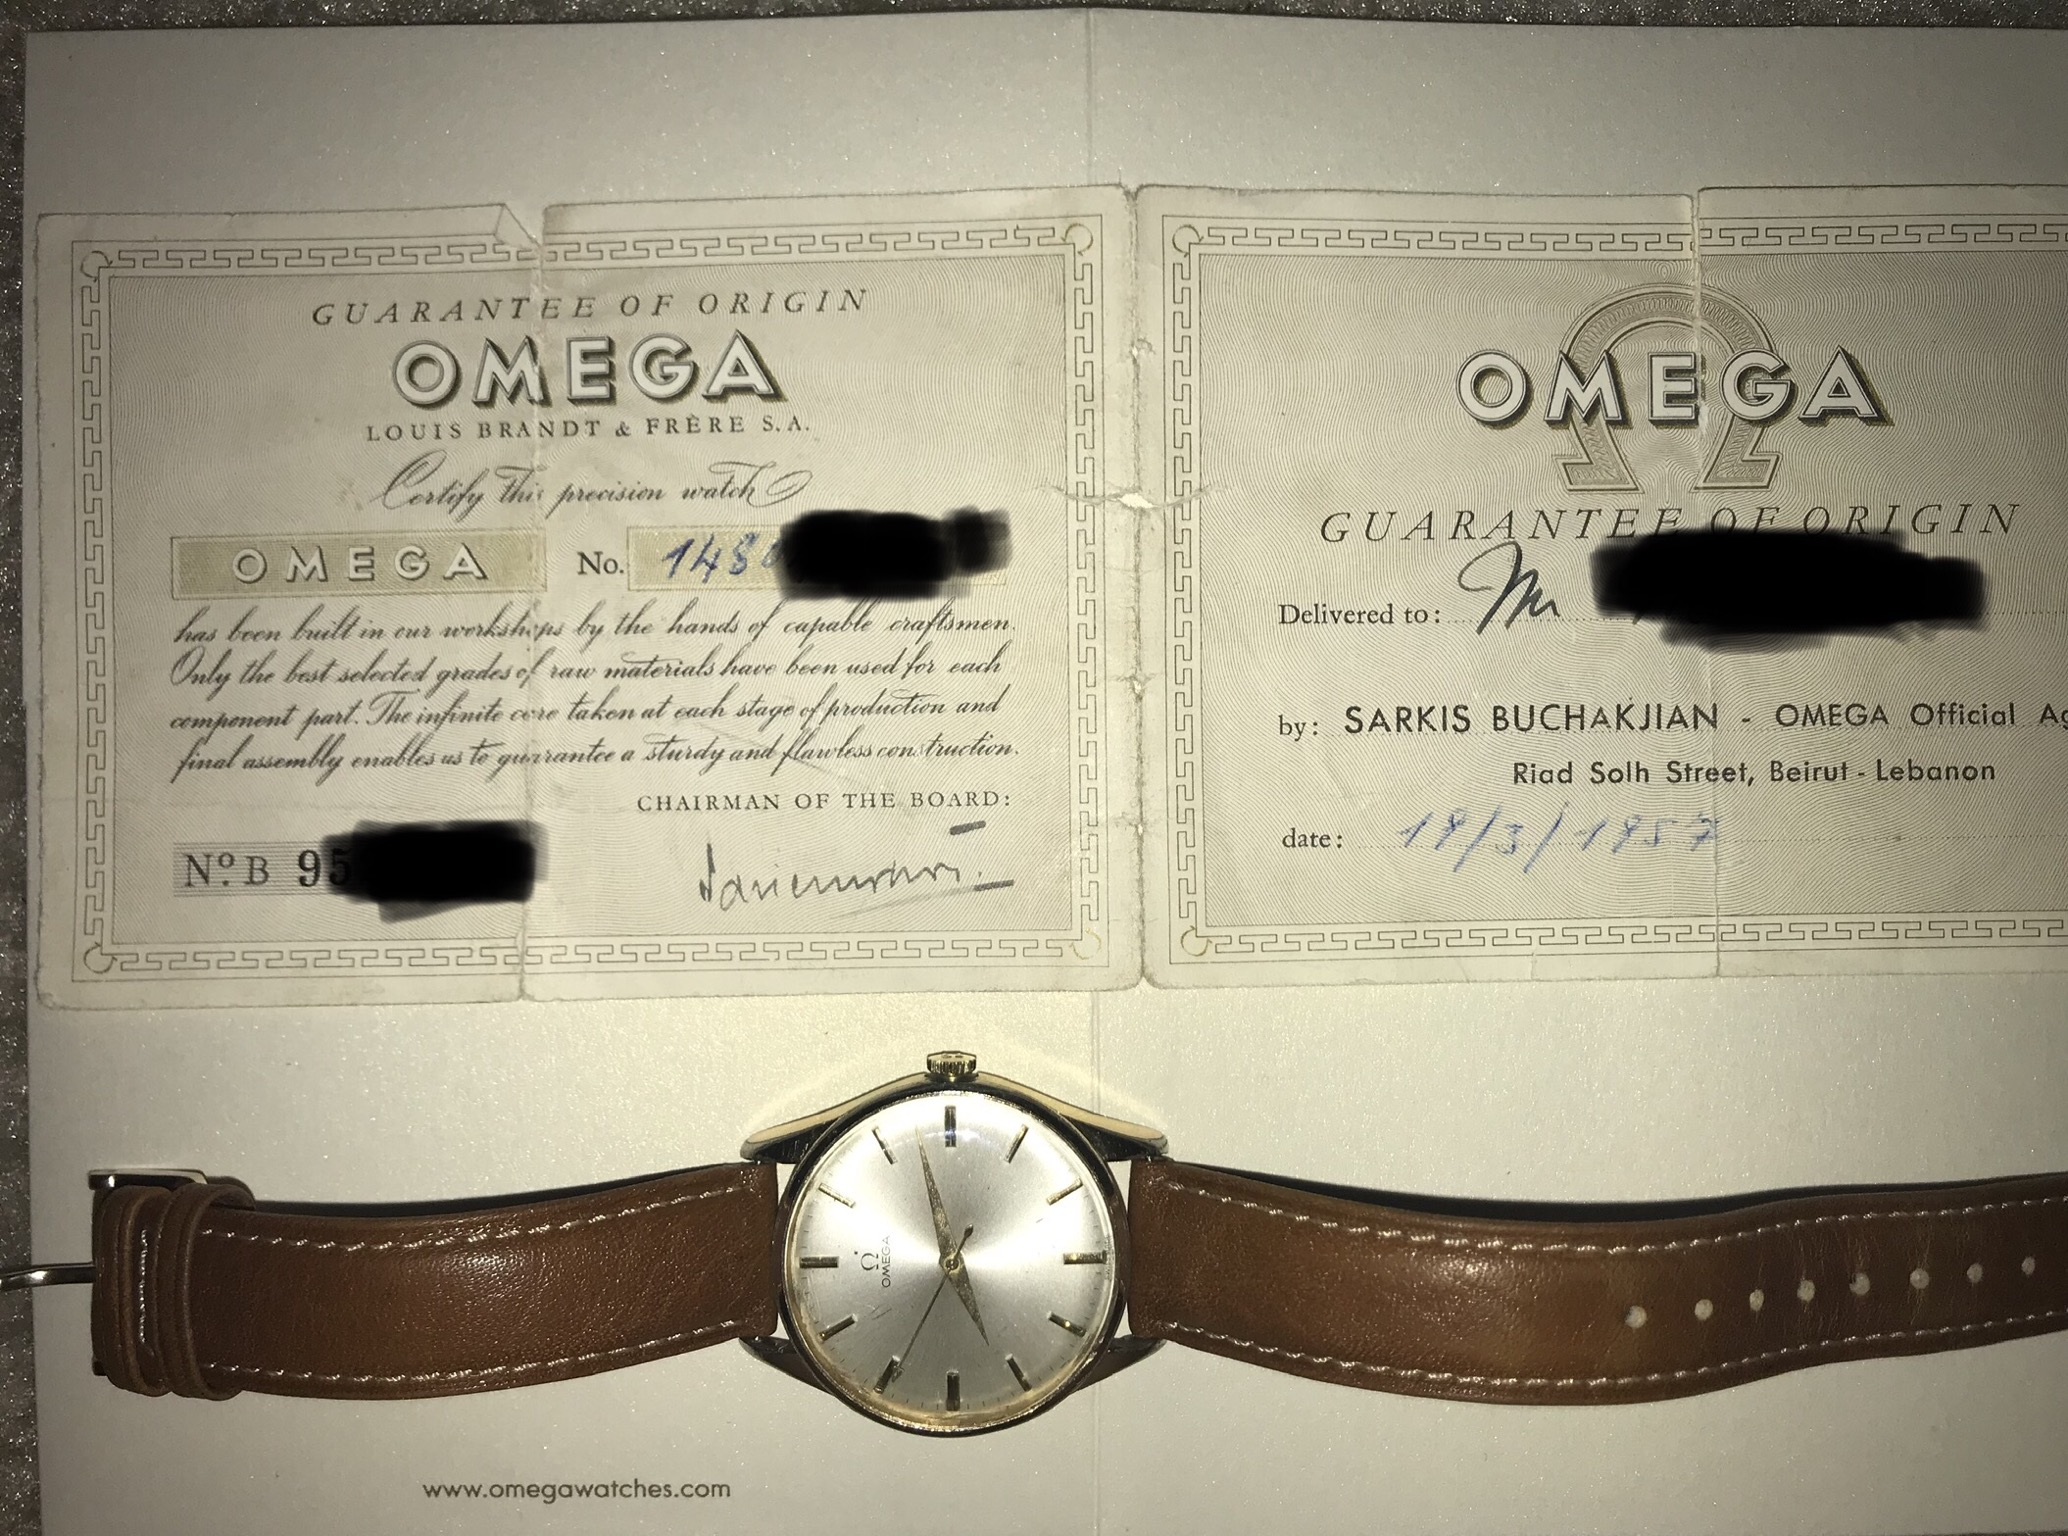 GUARANTEE OF ORIGIN
OMEGA
LOUIS BRANDT & FRÈRE S.A.
Certify this precision watch
OMEGA No. 1480
has been built in our workshops by the hands of capable craftsmen.
Only the best selected grades of raw materials have been used for each
component part. The infinite care taken at each stage of production and
final assembly enables us to guarantee a sturdy and flawless construction.
CHAIRMAN OF THE BOARD:
Nº B 95
OMEGA
GUARANTEE OF ORIGIN
Delivered to: Mr
by: SARKIS BUCHAKJIAN - OMEGA Official Ag
Riad Solh Street, Beirut - Lebanon
date: 19/3/1957
OMEGA
www.omegawatches.com